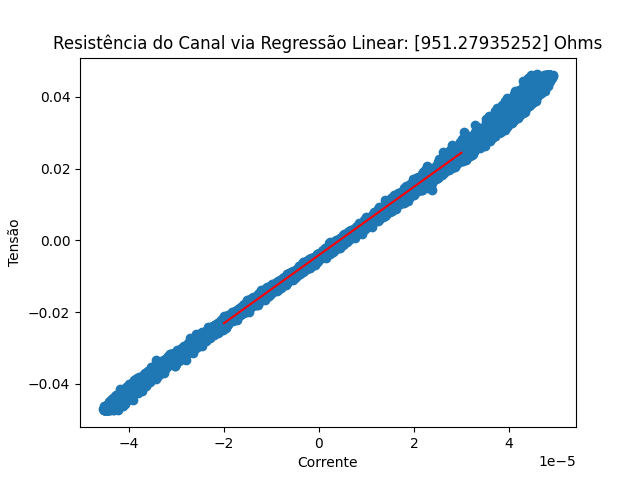 Resistência do Canal via Regressão Linear: [951.27935252] Ohms
0.04
0.02
0.00
−0.02
−0.04
Tensão
−4
−2
0
2
4
1e−5
Corrente